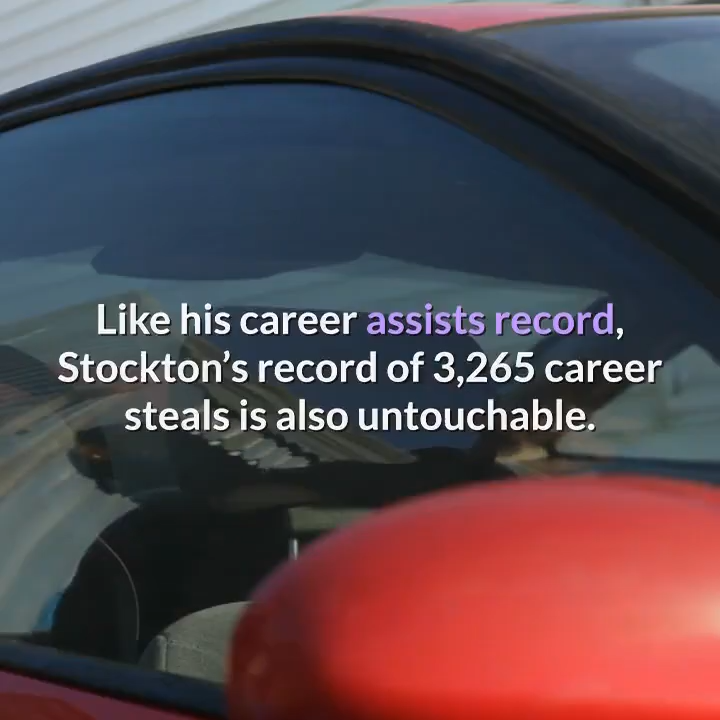 Like his career assists record,
Stockton’s record of 3,265 career
steals is also untouchable.